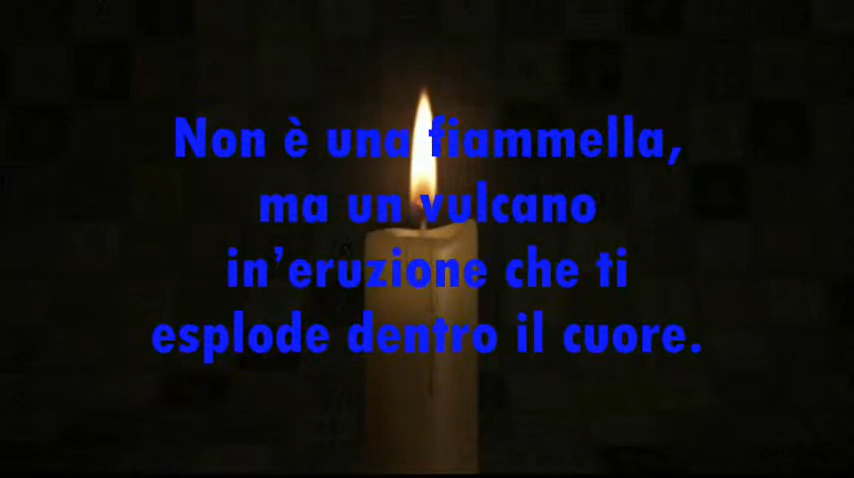 Non è una fiammella,
ma un vulcano
in’eruzione che ti
esplode dentro il cuore.